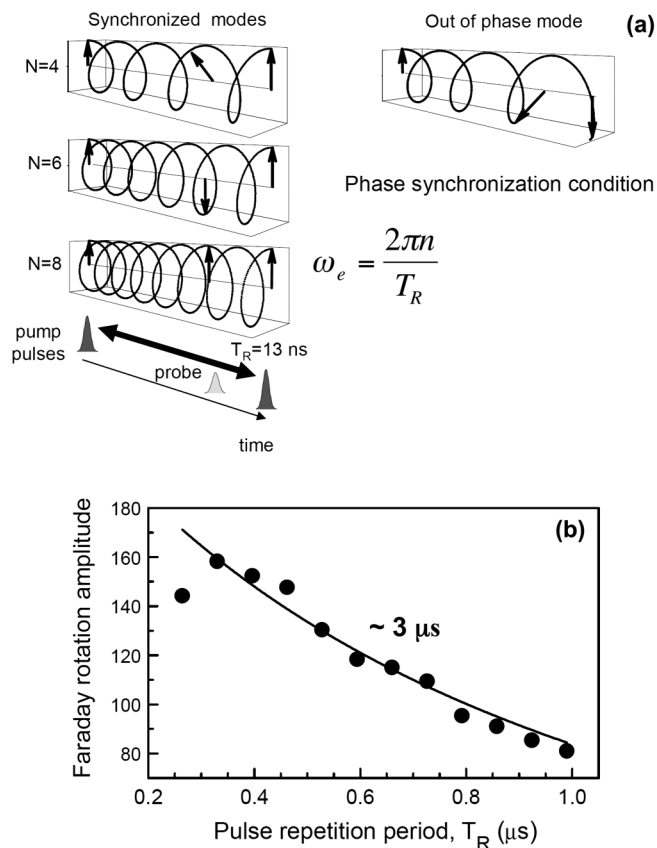 Synchronized modes
Out of phase mode
(a)
N=4
N=6
N=8
Phase synchronization condition
ωₑ = 2πn / T_R
pump
pulses
T_R=13 ns
probe
time
(b)
180
160
140
120
100
80
~ 3 μs
0.2 0.4 0.6 0.8 1.0
Faraday rotation amplitude
Pulse repetition period, T_R (μs)